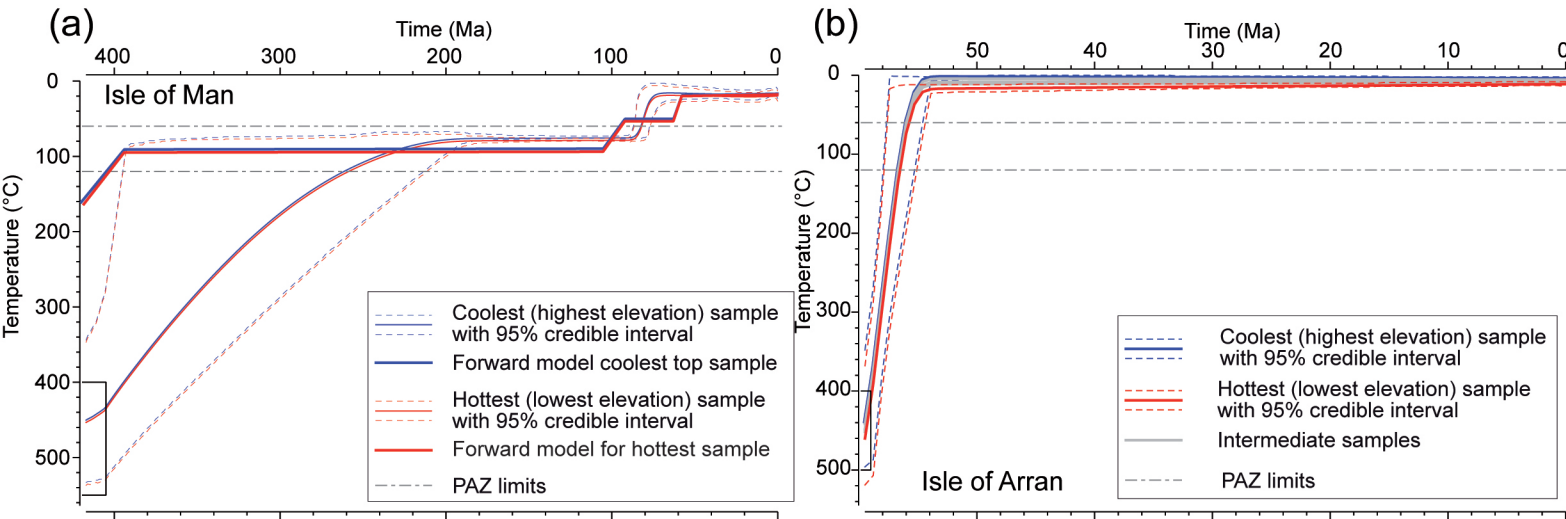 (a)
Time (Ma)
400 300 200 100 0
0
100
200
300
400
500
Temperature (°C)
Isle of Man
Coolest (highest elevation) sample
with 95% credible interval
Forward model coolest top sample
Hottest (lowest elevation) sample
with 95% credible interval
Forward model for hottest sample
PAZ limits
(b)
Time (Ma)
50 40 30 20 10 0
0
100
200
300
400
500
Temperature (°C)
Coolest (highest elevation) sample
with 95% credible interval
Hottest (lowest elevation) sample
with 95% credible interval
Intermediate samples
PAZ limits
Isle of Arran